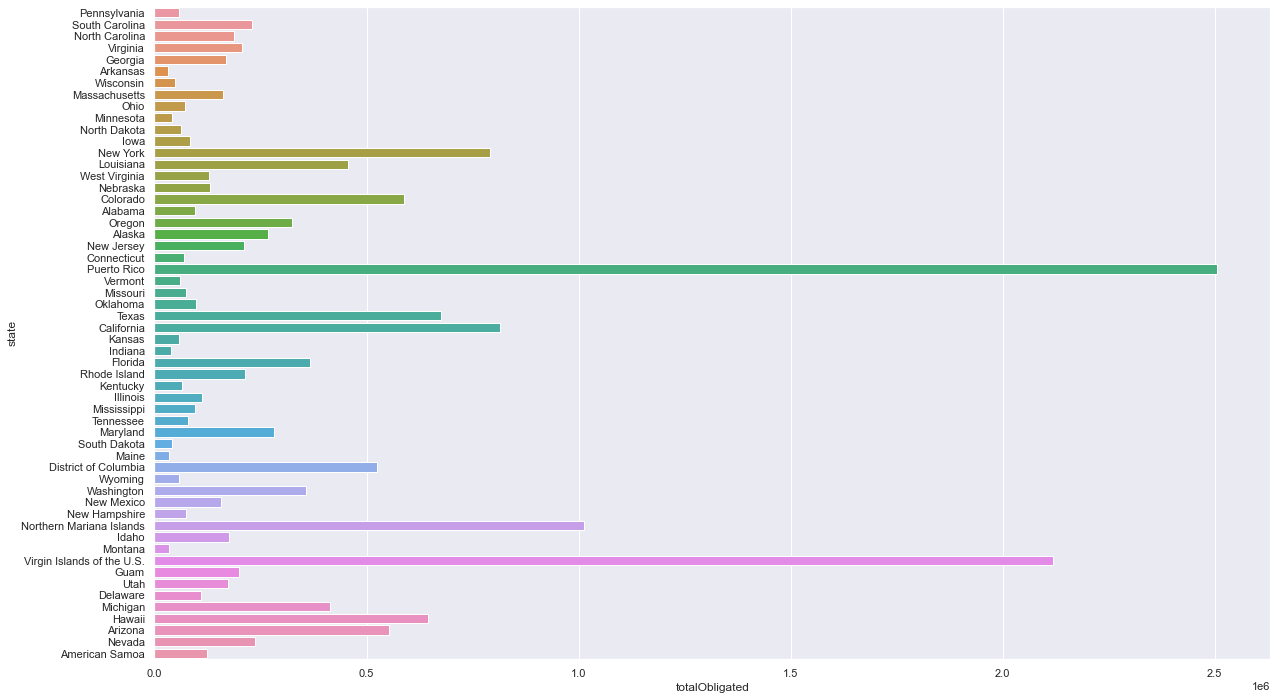 Pennsylvania
South Carolina
North Carolina
Virginia
Georgia
Arkansas
Wisconsin
Massachusetts
Ohio
Minnesota
North Dakota
Iowa
New York
Louisiana
West Virginia
Nebraska
Colorado
Alabama
Oregon
Alaska
New Jersey
Connecticut
Puerto Rico
Vermont
Missouri
Oklahoma
Texas
California
Kansas
Indiana
Florida
Rhode Island
Kentucky
Illinois
Mississippi
Tennessee
Maryland
South Dakota
Maine
District of Columbia
Wyoming
Washington
New Mexico
New Hampshire
Northern Mariana Islands
Idaho
Montana
Virgin Islands of the U.S.
Guam
Utah
Delaware
Michigan
Hawaii
Arizona
Nevada
American Samoa
state
0.0 0.5 1.0 1.5 2.0 2.5
totalObligated
1e6